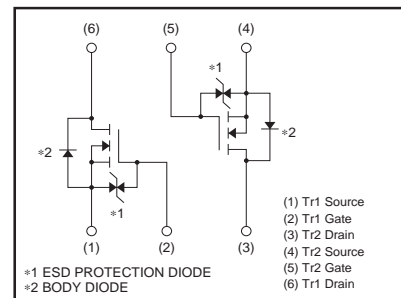 (6) (5) (4)
*1
*2
*2
*1
(1) (2) (3)
(1) Tr1 Source
(2) Tr1 Gate
(3) Tr2 Drain
(4) Tr2 Source
(5) Tr2 Gate
(6) Tr1 Drain
*1 ESD PROTECTION DIODE
*2 BODY DIODE